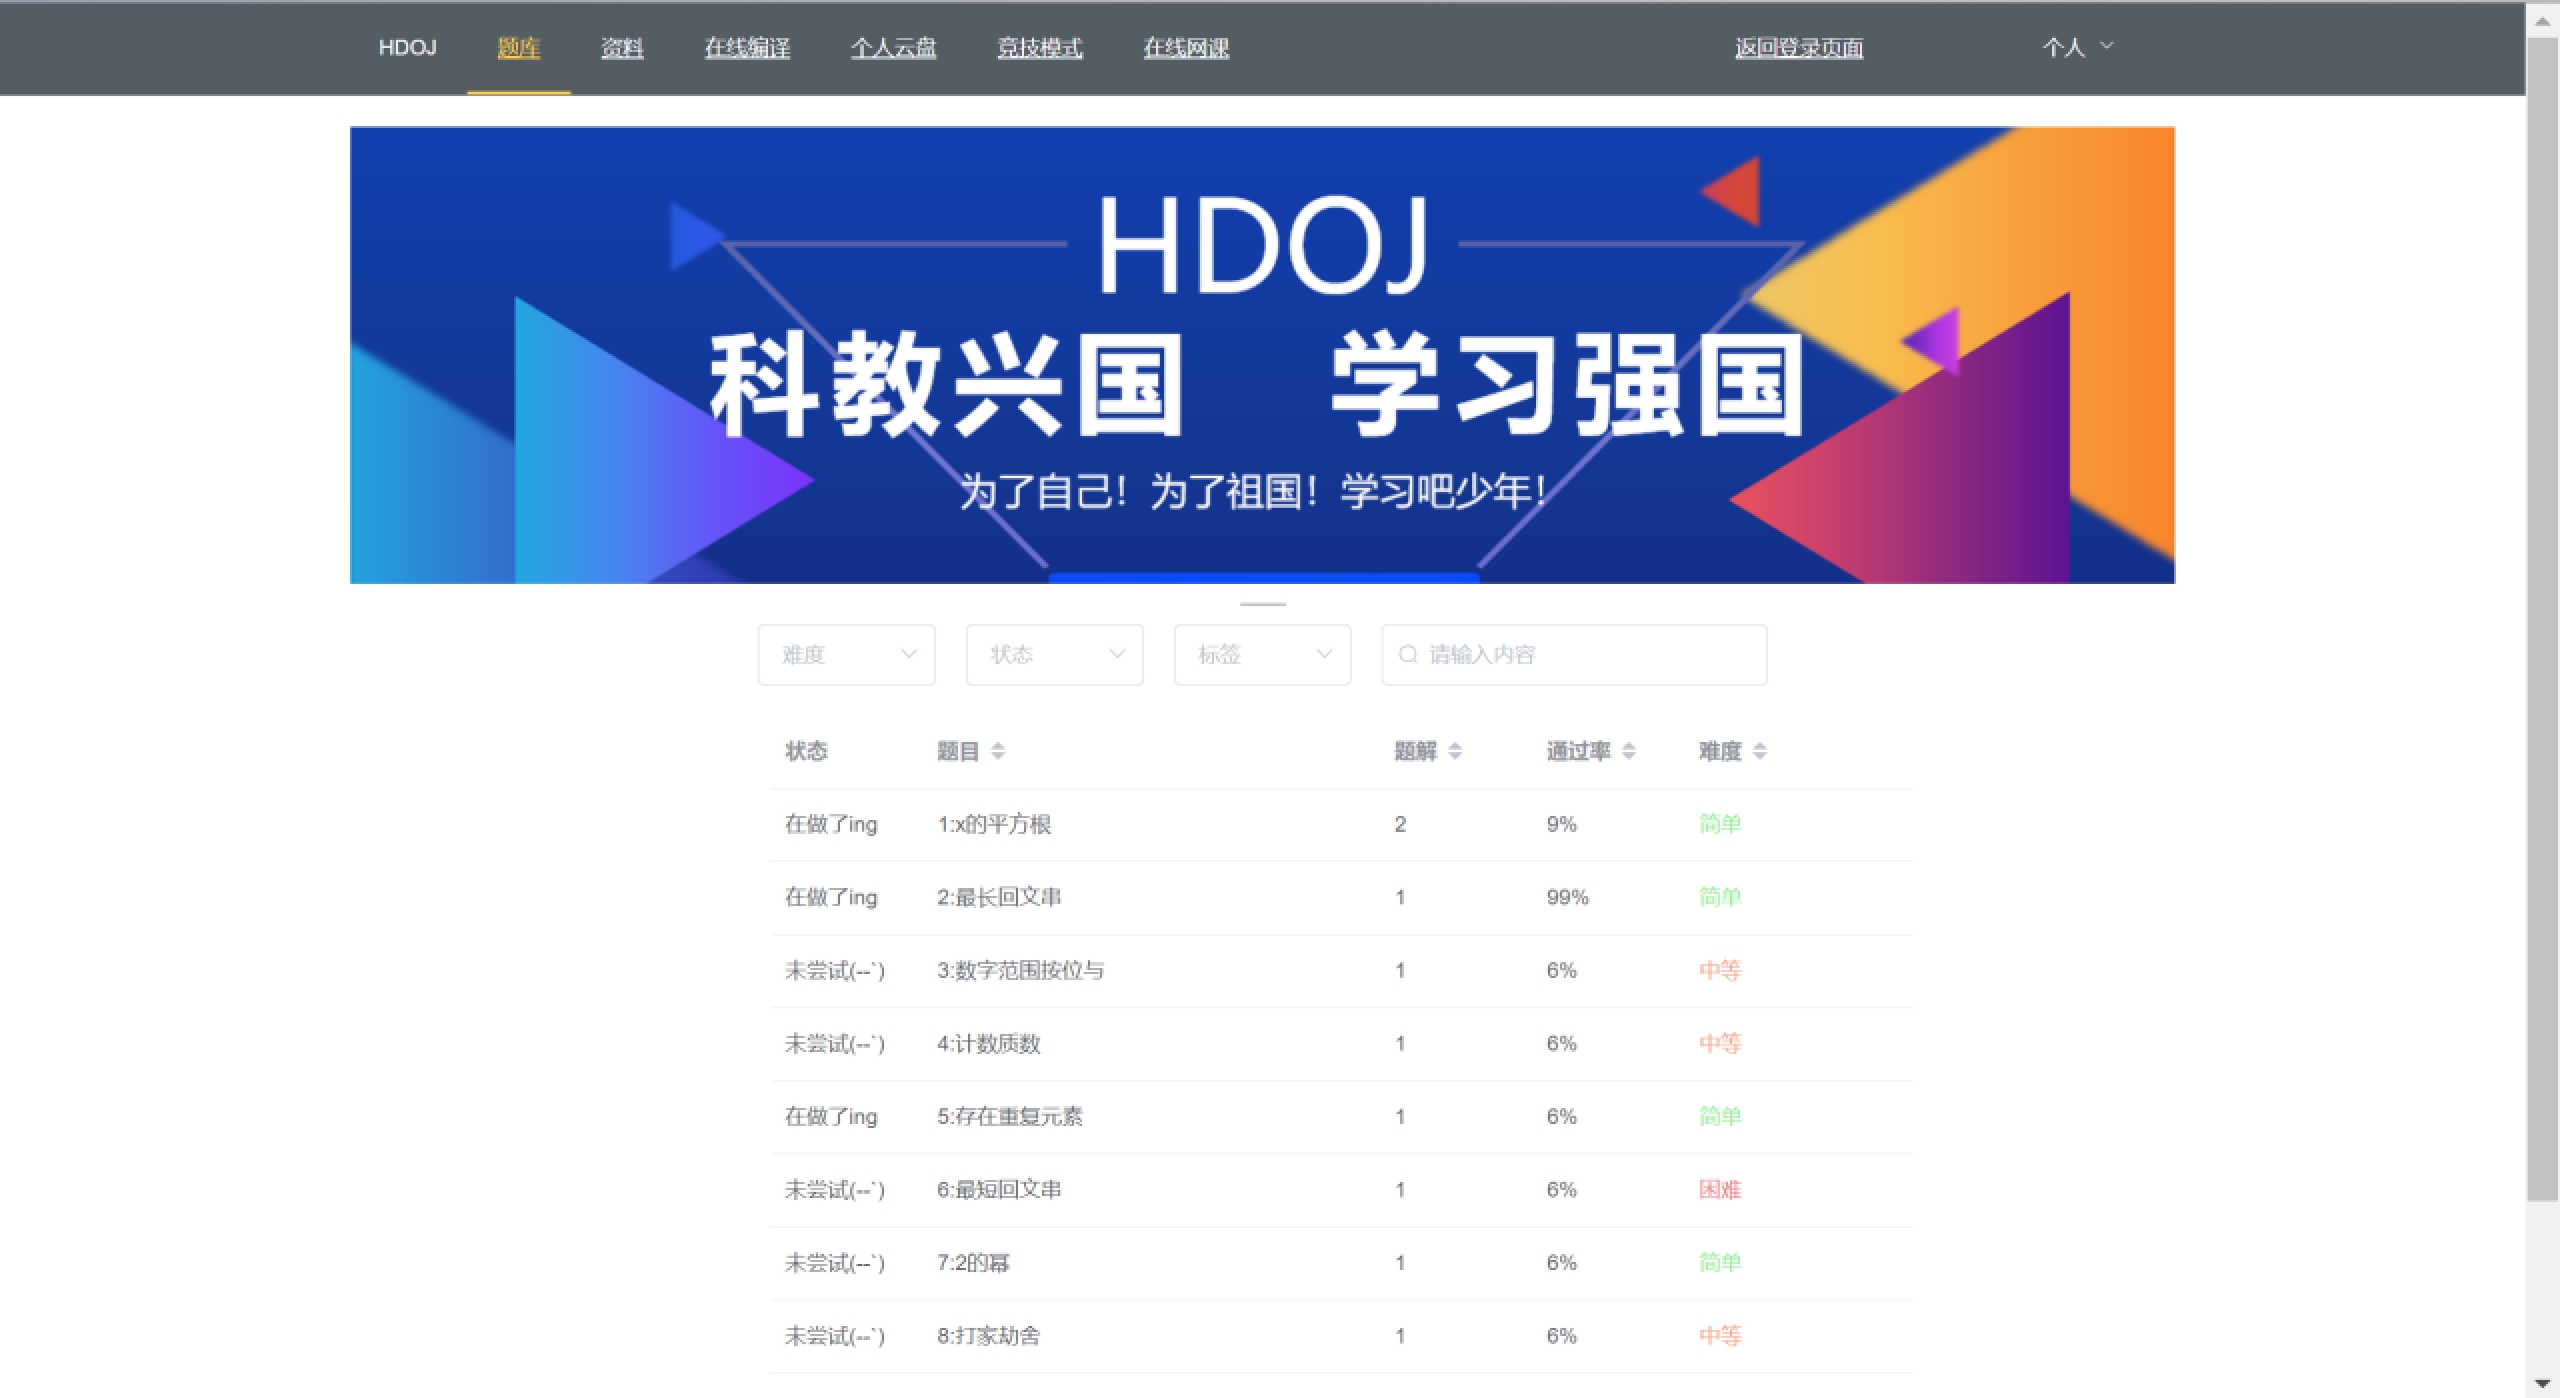 HDOJ 题库 资料 在线编译 个人云盘 竞技模式 在线网课 返回登录页面 个人
HDOJ
科教兴国 学习强国
为了自己！为了祖国！学习吧少年！
难度 状态 标签 请输入内容
状态 题目 题解 通过率 难度
在做了ing 1:x的平方根 2 9% 简单
在做了ing 2:最长回文串 1 99% 简单
未尝试(--`) 3:数字范围按位与 1 6% 中等
未尝试(--`) 4:计数质数 1 6% 中等
在做了ing 5:存在重复元素 1 6% 简单
未尝试(--`) 6:最短回文串 1 6% 困难
未尝试(--`) 7:2的幂 1 6% 简单
未尝试(--`) 8:打家劫舍 1 6% 中等